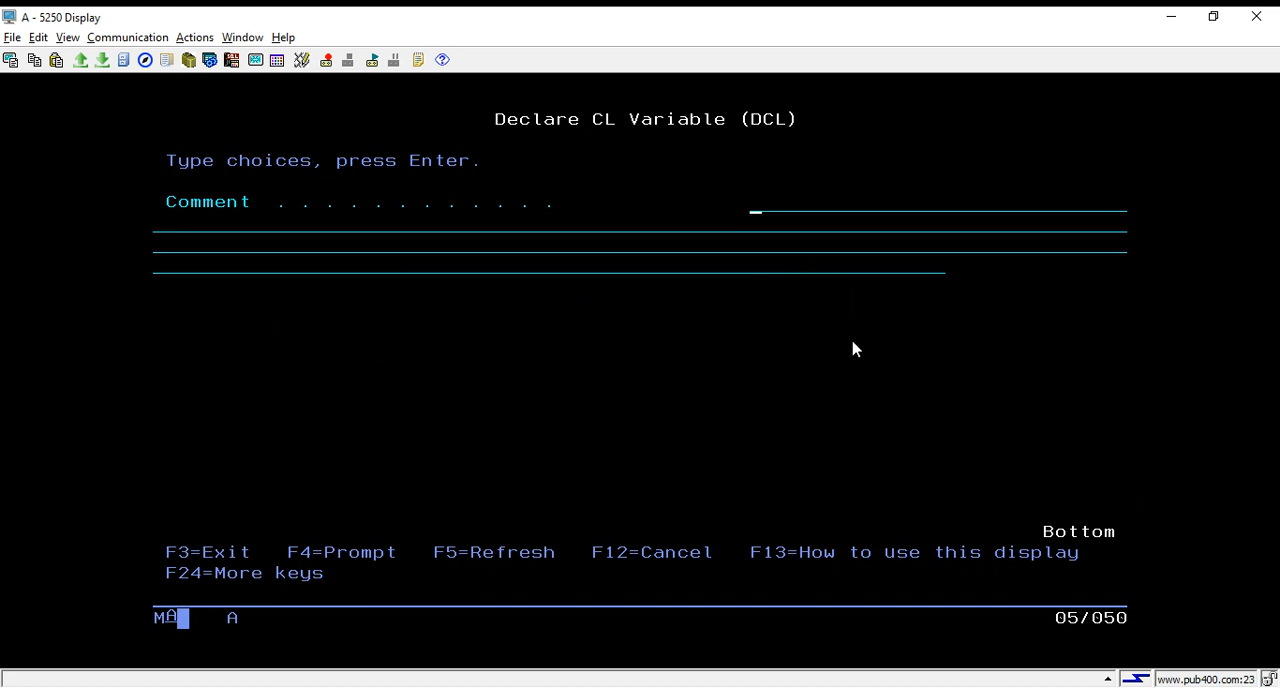 A - 5250 Display
File Edit View Communication Actions Window Help
Declare CL Variable (DCL)
Type choices, press Enter.
Comment . . . . . . . . . . . .
Bottom
F3=Exit F4=Prompt F5=Refresh F12=Cancel F13=How to use this display
F24=More keys
MA A 05/050
www.pub400.com:23